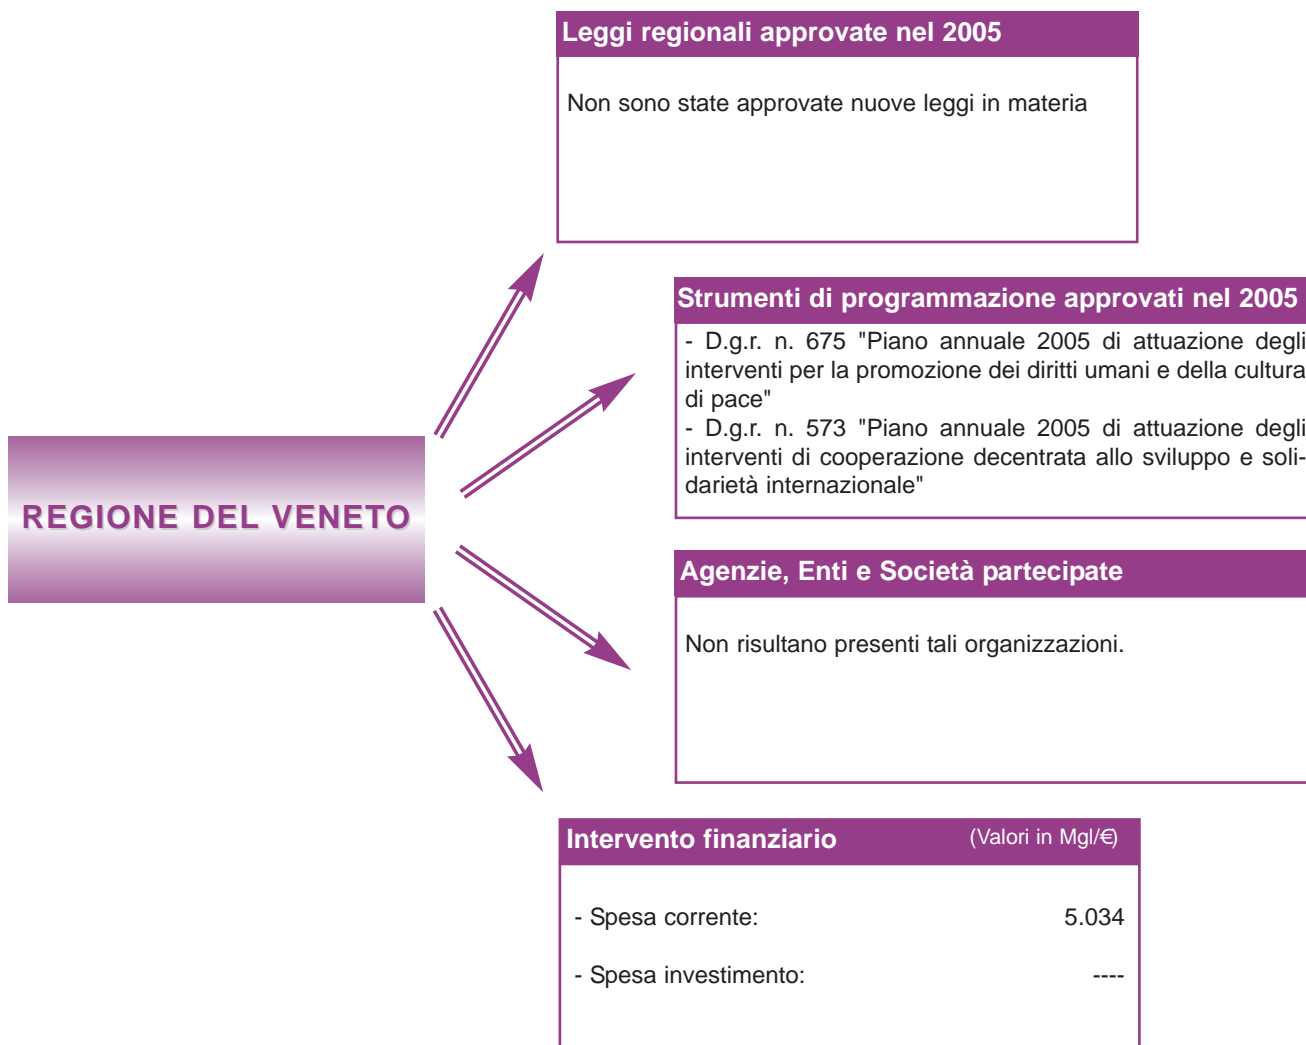 Leggi regionali approvate nel 2005
Non sono state approvate nuove leggi in materia
Strumenti di programmazione approvati nel 2005
- D.g.r. n. 675 "Piano annuale 2005 di attuazione degli
interventi per la promozione dei diritti umani e della cultura
di pace"
- D.g.r. n. 573 "Piano annuale 2005 di attuazione degli
interventi di cooperazione decentrata allo sviluppo e soli-
darietà internazionale"
REGIONE DEL VENETO
Agenzie, Enti e Società partecipate
Non risultano presenti tali organizzazioni.
Intervento finanziario (Valori in Mgl/€)
- Spesa corrente: 5.034
- Spesa investimento: ----